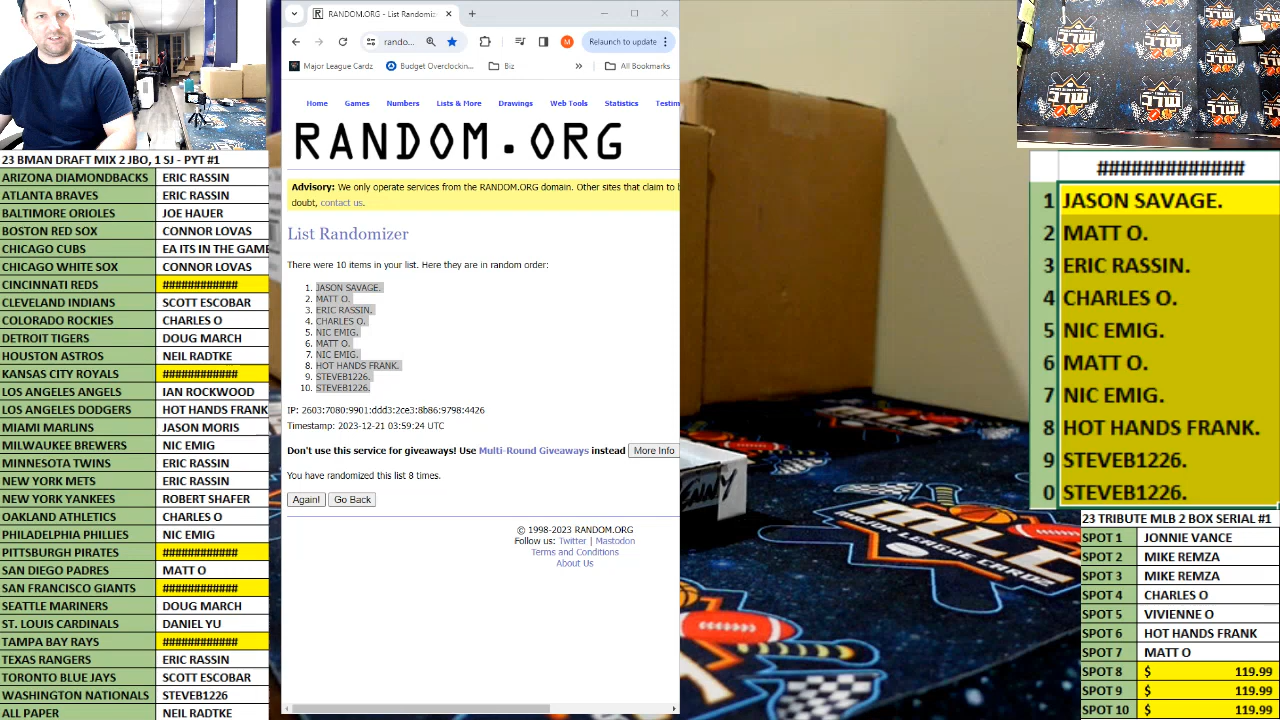 RANDOM.ORG - List Randomiz
rando...
Relaunch to update
Major League Cardz
Budget Overclockin...
Biz
»
All Bookmarks
Home Games Numbers Lists & More Drawings Web Tools Statistics Testim
RANDOM.ORG
Advisory: We only operate services from the RANDOM.ORG domain. Other sites that claim to b
doubt, contact us.
List Randomizer
There were 10 items in your list. Here they are in random order:
1. JASON SAVAGE.
2. MATT O.
3. ERIC RASSIN.
4. CHARLES O.
5. NIC EMIG.
6. MATT O.
7. NIC EMIG.
8. HOT HANDS FRANK.
9. STEVEB1226.
10. STEVEB1226.
IP: 2603:7080:9901:ddd3:2ce3:8b86:9798:4426
Timestamp: 2023-12-21 03:59:24 UTC
Don't use this service for giveaways! Use Multi-Round Giveaways instead More Info
You have randomized this list 8 times.
Again! Go Back
© 1998-2023 RANDOM.ORG
Follow us: Twitter | Mastodon
Terms and Conditions
About Us
23 BMAN DRAFT MIX 2 JBO, 1 SJ - PYT #1
ARIZONA DIAMONDBACKS ERIC RASSIN
ATLANTA BRAVES ERIC RASSIN
BALTIMORE ORIOLES JOE HAUER
BOSTON RED SOX CONNOR LOVAS
CHICAGO CUBS EA ITS IN THE GAME
CHICAGO WHITE SOX CONNOR LOVAS
CINCINNATI REDS ############
CLEVELAND INDIANS SCOTT ESCOBAR
COLORADO ROCKIES CHARLES O
DETROIT TIGERS DOUG MARCH
HOUSTON ASTROS NEIL RADTKE
KANSAS CITY ROYALS ############
LOS ANGELES ANGELS IAN ROCKWOOD
LOS ANGELES DODGERS HOT HANDS FRANK
MIAMI MARLINS JASON MORIS
MILWAUKEE BREWERS NIC EMIG
MINNESOTA TWINS ERIC RASSIN
NEW YORK METS ERIC RASSIN
NEW YORK YANKEES ROBERT SHAFER
OAKLAND ATHLETICS CHARLES O
PHILADELPHIA PHILLIES NIC EMIG
PITTSBURGH PIRATES ############
SAN DIEGO PADRES MATT O
SAN FRANCISCO GIANTS ############
SEATTLE MARINERS DOUG MARCH
ST. LOUIS CARDINALS DANIEL YU
TAMPA BAY RAYS ############
TEXAS RANGERS ERIC RASSIN
TORONTO BLUE JAYS SCOTT ESCOBAR
WASHINGTON NATIONALS STEVEB1226
ALL PAPER NEIL RADTKE
MLC
MAJOR LEAGUE CARDZ
#############
1 JASON SAVAGE.
2 MATT O.
3 ERIC RASSIN.
4 CHARLES O.
5 NIC EMIG.
6 MATT O.
7 NIC EMIG.
8 HOT HANDS FRANK.
9 STEVEB1226.
0 STEVEB1226.
23 TRIBUTE MLB 2 BOX SERIAL #1
SPOT 1 JONNIE VANCE
SPOT 2 MIKE REMZA
SPOT 3 MIKE REMZA
SPOT 4 CHARLES O
SPOT 5 VIVIENNE O
SPOT 6 HOT HANDS FRANK
SPOT 7 MATT O
SPOT 8 $ 119.99
SPOT 9 $ 119.99
SPOT 10 $ 119.99